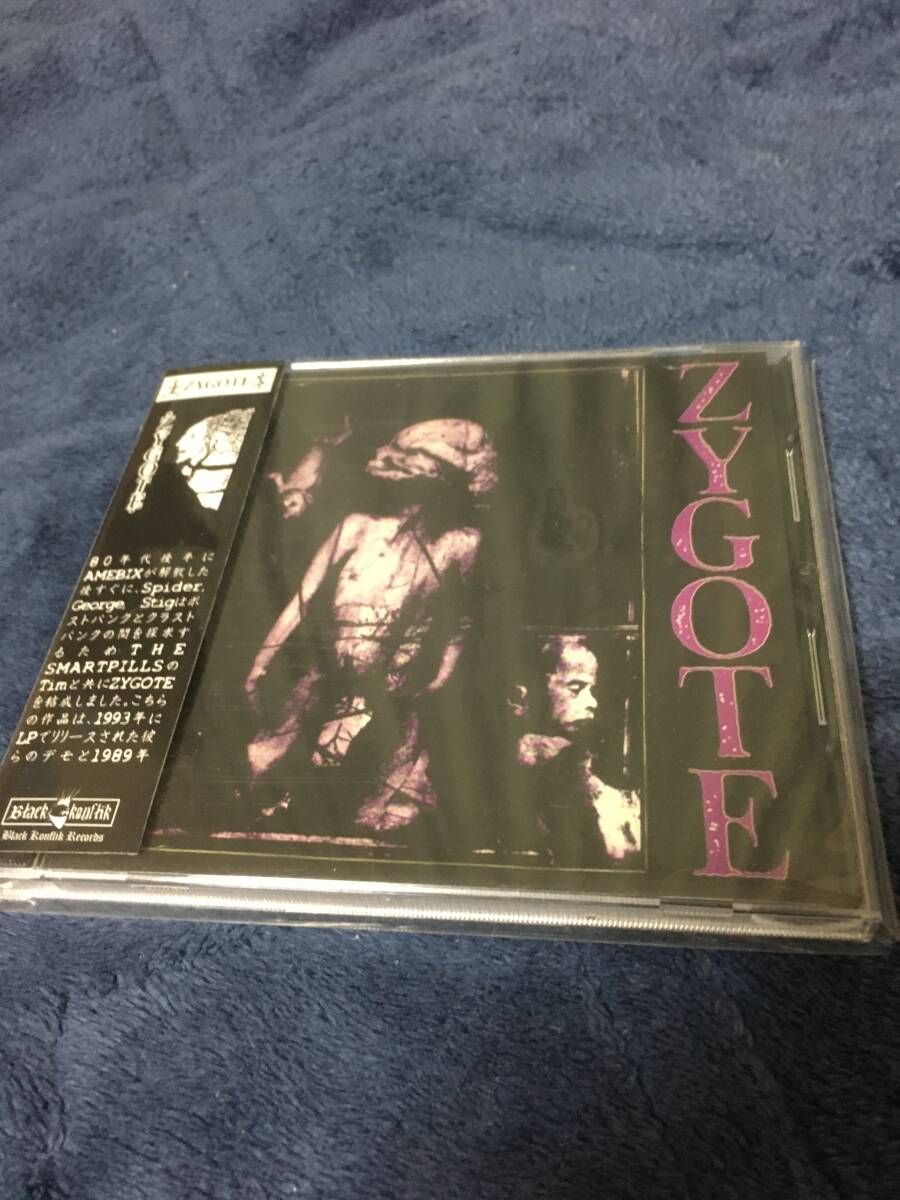 ZYGOTE
80年代後半に
AMEBIXが解散した
後すぐに、Spider,
George, Stigはポ
ストパンクとクラスト
パンクの間を探求す
るためTHE
SMARTPILLSの
Timと共にZYGOTE
を結成しました。こちら
の作品は、1993年に
LPでリリースされた彼
らのデモと1989年
Black Konflik
Black Konflik Records
ZYGOTE